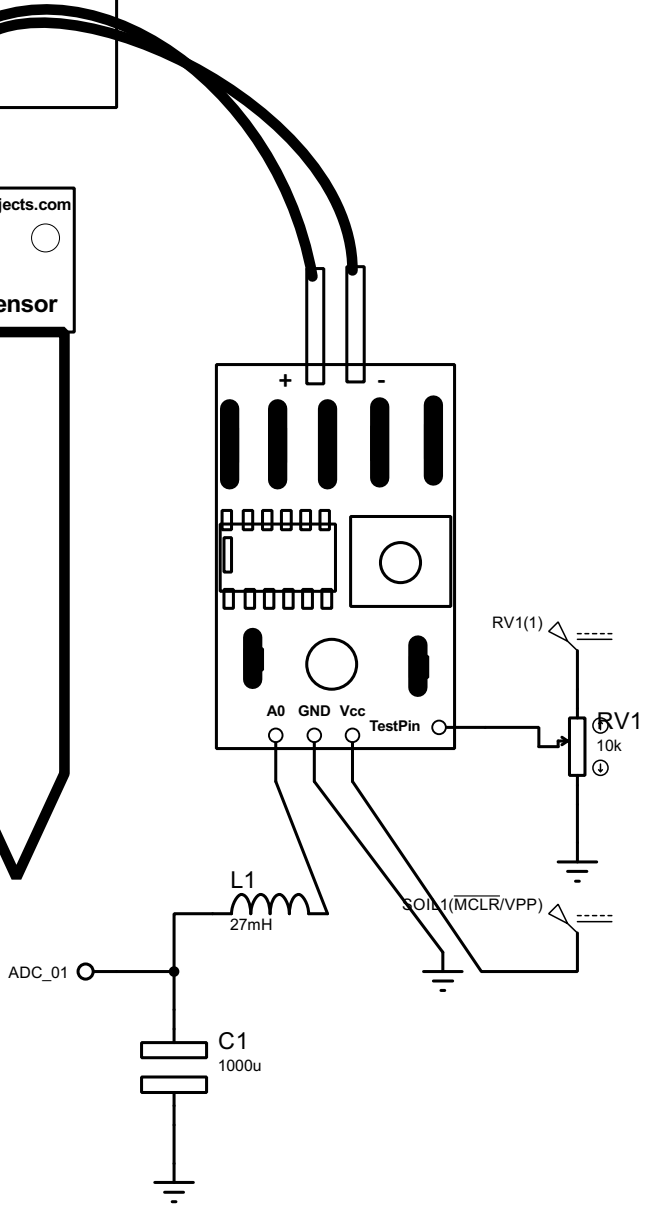 jects.com
ensor
+ -
RV1(1)
RV1
10k
A0 GND Vcc
TestPin
L1
27mH
SOIL1(MCLR/VPP)
ADC_01
C1
1000u